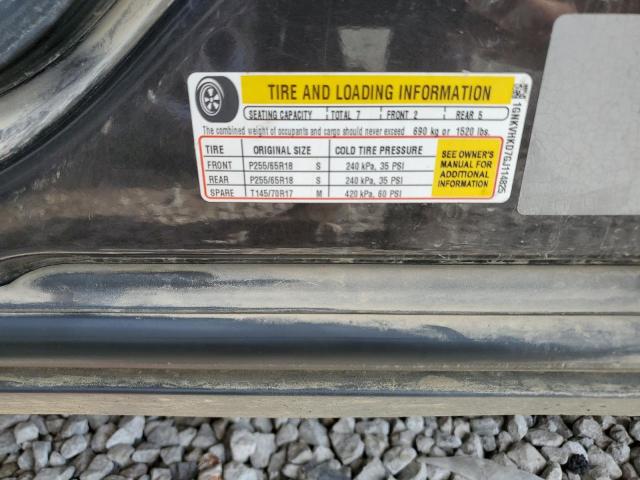 TIRE AND LOADING INFORMATION
SEATING CAPACITY TOTAL 7 FRONT 2 REAR 5
The combined weight of occupants and cargo should never exceed 690 kg or 1520 lbs.
TIRE ORIGINAL SIZE COLD TIRE PRESSURE
FRONT P255/65R18 S 240 kPa, 35 PSI
REAR P255/65R18 S 240 kPa, 35 PSI
SPARE T145/70R17 M 420 kPa, 60 PSI
SEE OWNER'S
MANUAL FOR
ADDITIONAL
INFORMATION
1GNKVHKD7GJ114825